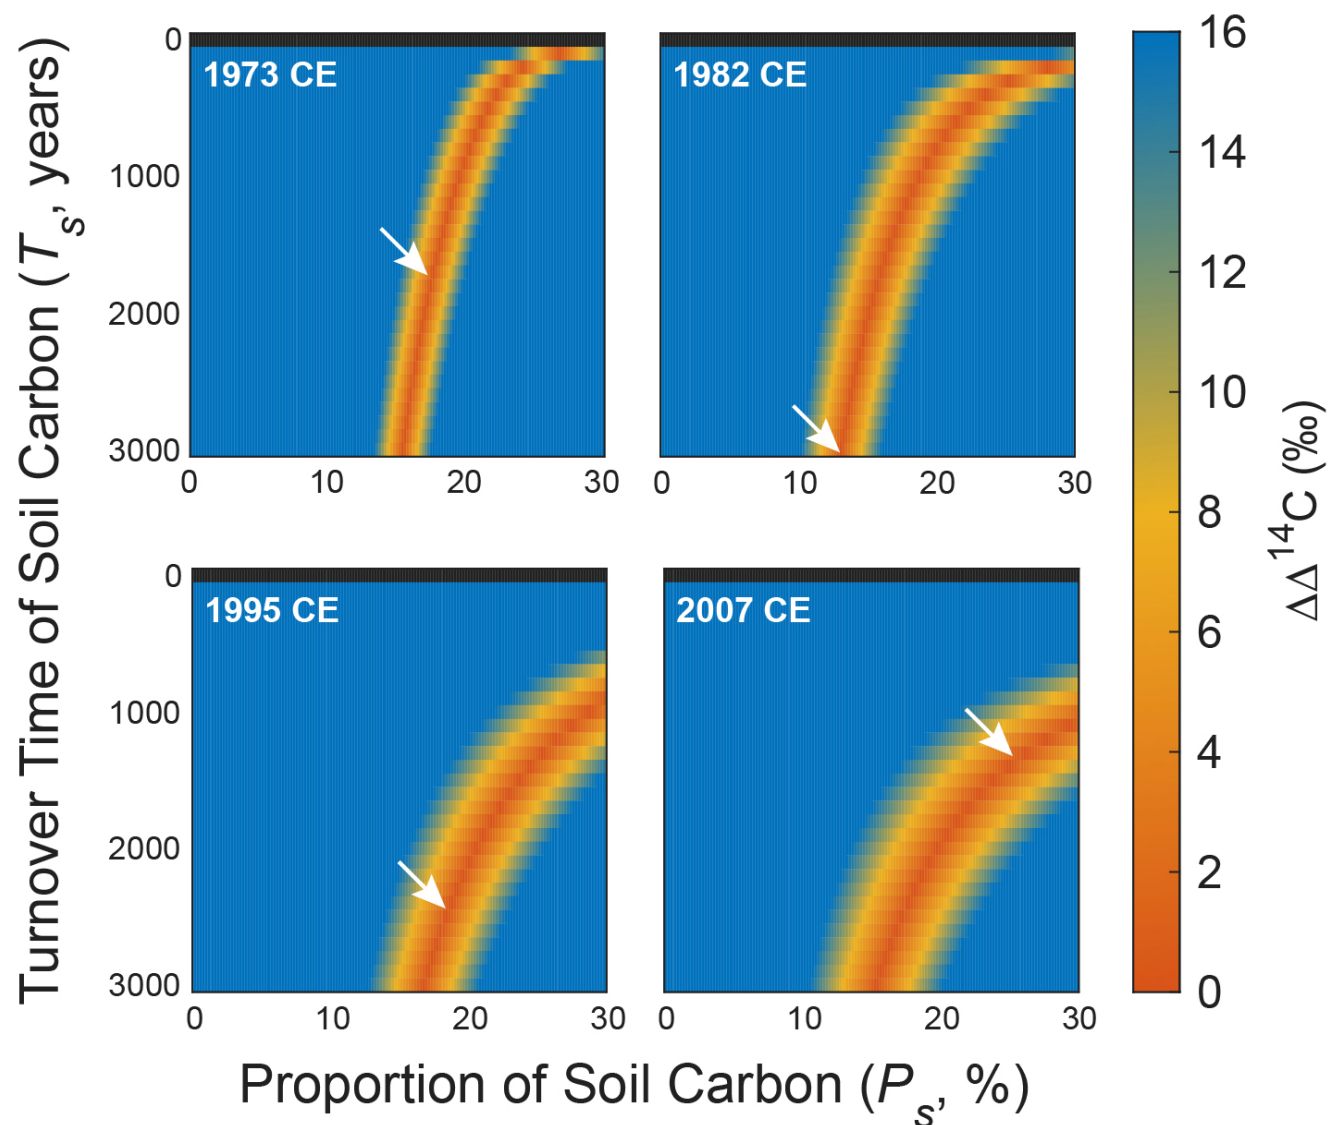 Turnover Time of Soil Carbon (Ts, years)
1973 CE
0
1000
2000
3000
0 10 20 30
1982 CE
0 10 20 30
1995 CE
0
1000
2000
3000
0 10 20 30
2007 CE
0 10 20 30
Proportion of Soil Carbon (Ps, %)
16
14
12
10
8
6
4
2
0
ΔΔ¹⁴C (‰)